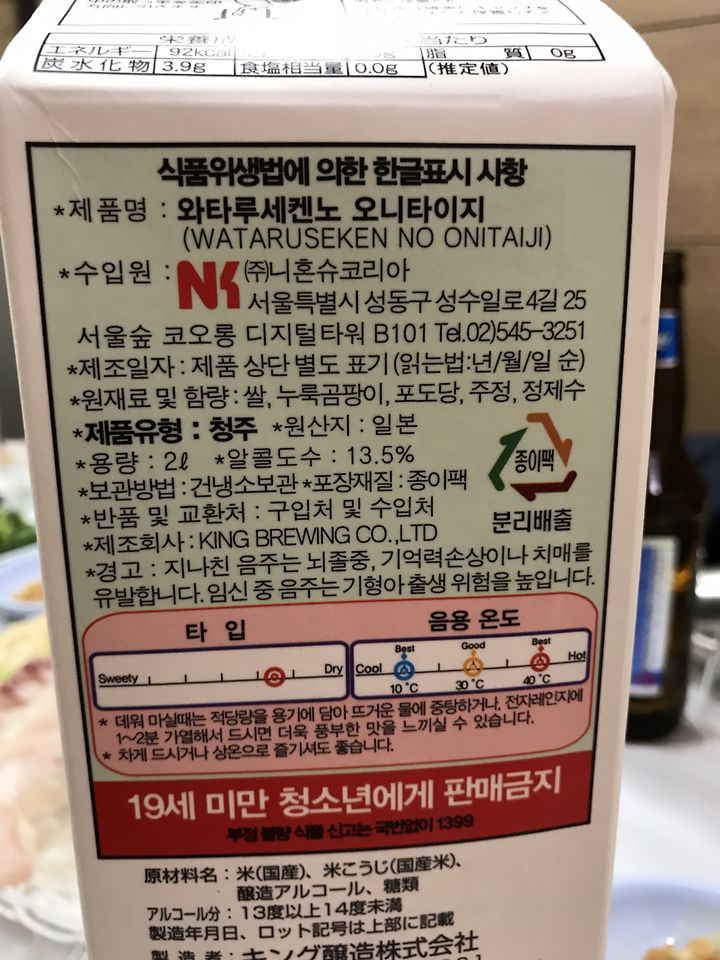 エネルギー 92kcal 脂 質 0g
炭水化物 3.9g 食塩相当量 0.0g (推定値)
식품위생법에 의한 한글표시 사항
*제품명 : 와타루세켄노 오니타이지
(WATARUSEKEN NO ONITAIJI)
*수입원 : NK (주)니혼슈코리아
서울특별시 성동구 성수일로4길 25
서울숲 코오롱 디지털타워 B101 Tel.02)545-3251
*제조일자 : 제품 상단 별도 표기 (읽는법:년/월/일 순)
*원재료 및 함량 : 쌀, 누룩곰팡이, 포도당, 주정, 정제수
*제품유형 : 청주 *원산지 : 일본
*용량 : 2ℓ *알콜도수 : 13.5%
*보관방법 : 건냉소보관 *포장재질 : 종이팩
종이팩
*반품 및 교환처 : 구입처 및 수입처
분리배출
*제조회사 : KING BREWING CO.,LTD
*경고 : 지나친 음주는 뇌졸중, 기억력손상이나 치매를
유발합니다. 임신 중 음주는 기형아 출생 위험을 높입니다.
타 입 음용 온도
Best Good Best
Sweety Dry Cool Hot
10˚C 30˚C 40˚C
* 데워 마실때는 적당량을 용기에 담아 뜨거운 물에 중탕하거나, 전자레인지에
1~2분 가열해서 드시면 더욱 풍부한 맛을 느끼실 수 있습니다.
* 차게 드시거나 상온으로 즐기셔도 좋습니다.
19세 미만 청소년에게 판매금지
부정 불량 식품 신고는 국번없이 1399
原材料名 : 米(国産)、米こうじ(国産米)、
醸造アルコール、糖類
アルコール分 : 13度以上14度未満
製造年月日、ロット記号は上部に記載
製 造 者 : キング醸造株式会社